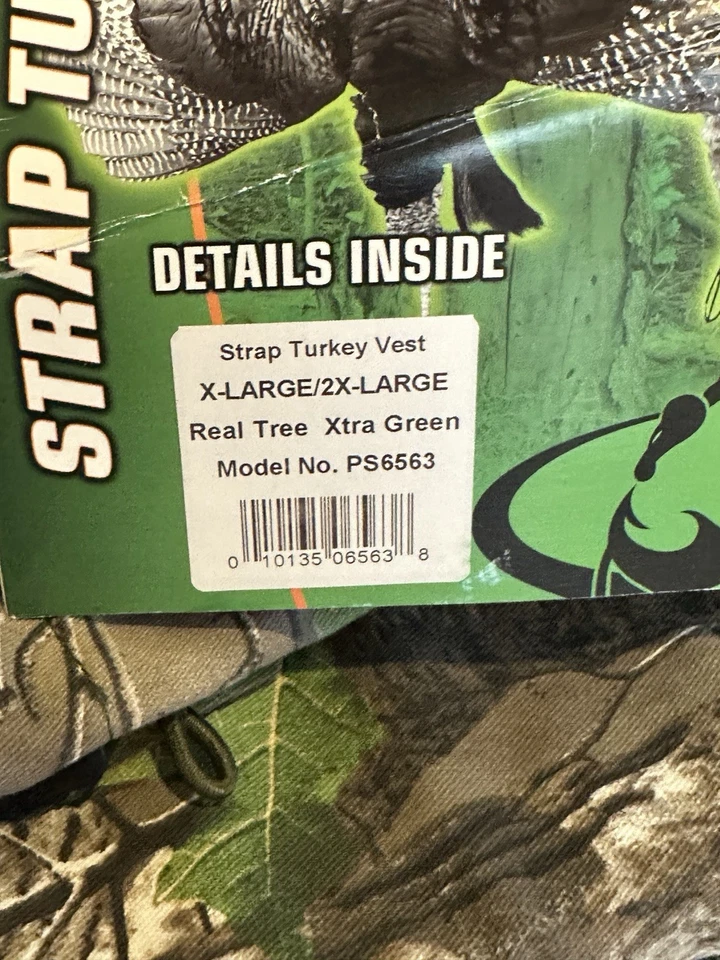 STRAP TU
DETAILS INSIDE
Strap Turkey Vest
X-LARGE/2X-LARGE
Real Tree Xtra Green
Model No. PS6563
0 10135 06563 8